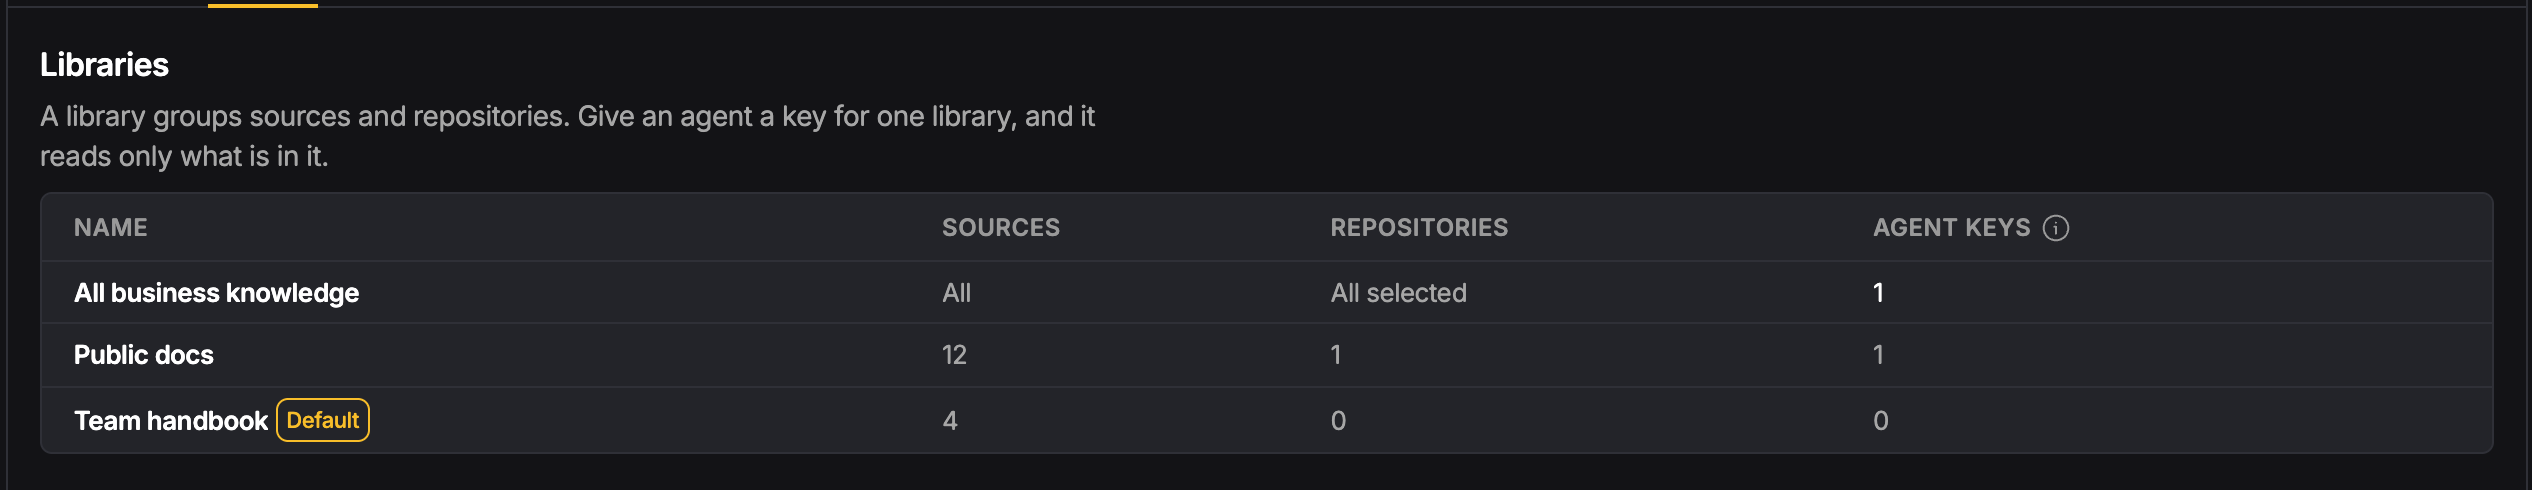 Libraries
A library groups sources and repositories. Give an agent a key for one library, and it
reads only what is in it.
NAME SOURCES REPOSITORIES AGENT KEYS
All business knowledge All All selected 1
Public docs 12 1 1
Team handbook Default 4 0 0